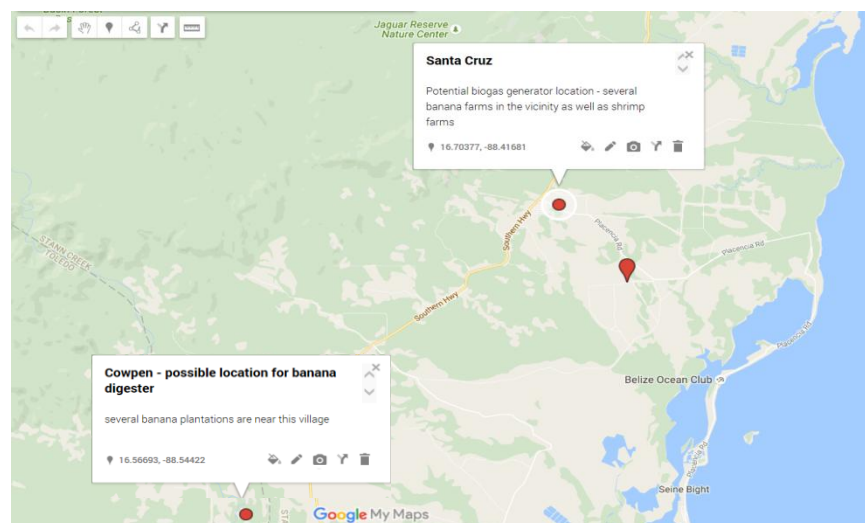 Jaguar Reserve
Nature Center
Santa Cruz
Potential biogas generator location - several
banana farms in the vicinity as well as shrimp
farms
16.70377, -88.41681
Southern Hwy
Placencia Rd
Placencia Rd
STANN CREEK
TOLEDO
Southern Hwy
Placencia Rd
Cowpen - possible location for banana
digester
several banana plantations are near this village
16.56693, -88.54422
Belize Ocean Club
Placencia Rd
Seine Bight
Google My Maps